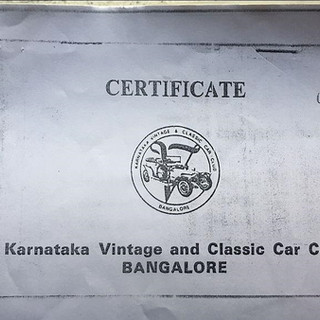 CERTIFICATE
KARNATAKA VINTAGE & CLASSIC CAR CLUB
BANGALORE
Karnataka Vintage and Classic Car C
BANGALORE